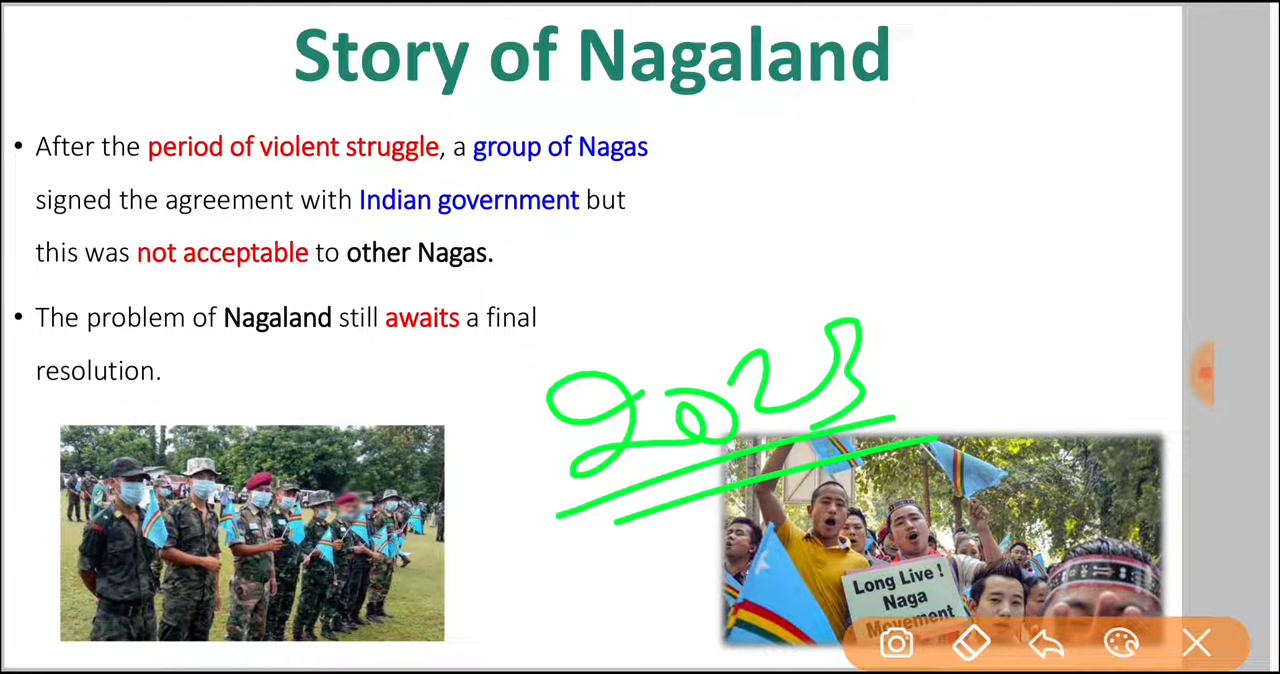 Story of Nagaland
• After the period of violent struggle, a group of Nagas
signed the agreement with Indian government but
this was not acceptable to other Nagas.
• The problem of Nagaland still awaits a final
resolution.
2023
Long Live !
Naga
Movement